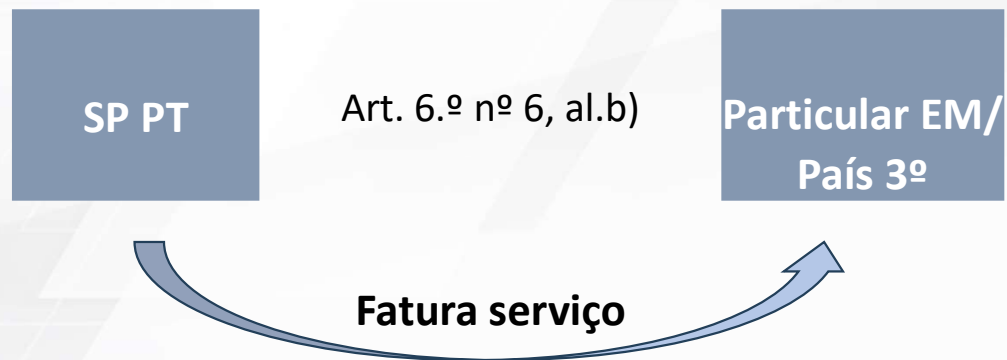 SP PT
Art. 6.º nº 6, al.b)
Particular EM/
País 3º
Fatura serviço